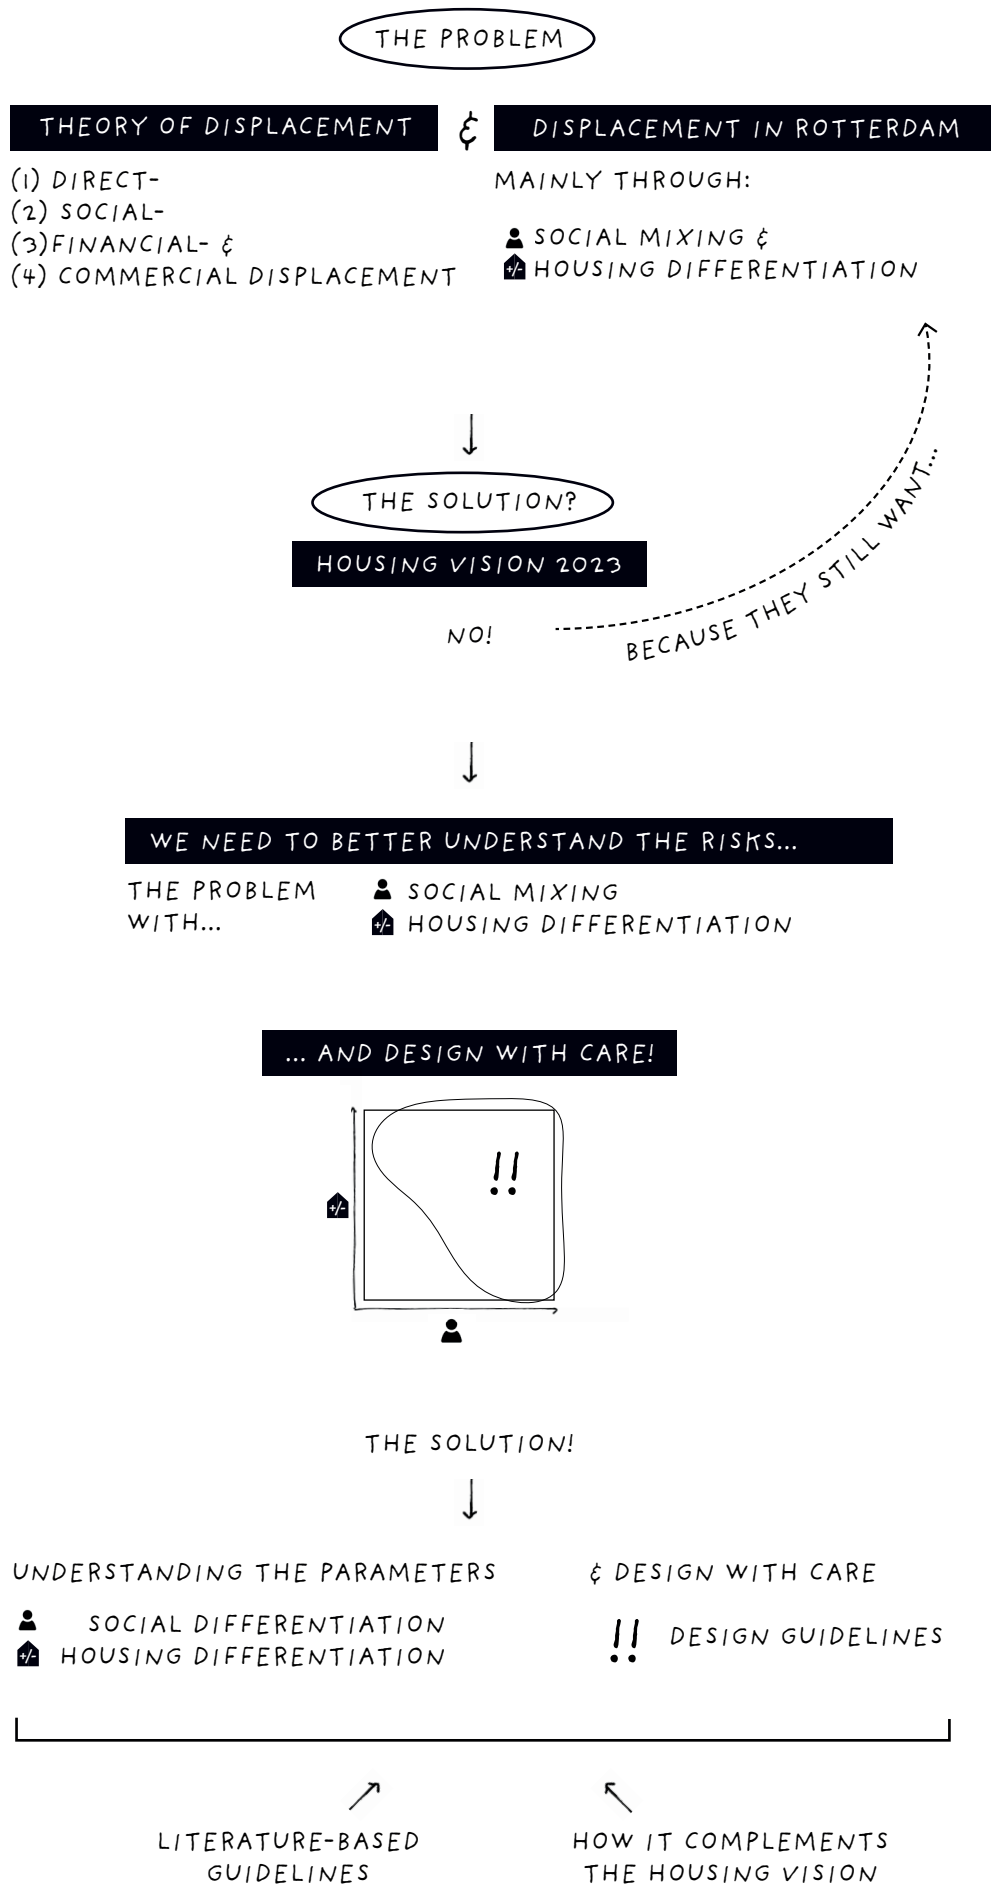 THE PROBLEM
THEORY OF DISPLACEMENT
&
DISPLACEMENT IN ROTTERDAM
(1) DIRECT-
(2) SOCIAL-
(3)FINANCIAL- &
(4) COMMERCIAL DISPLACEMENT
MAINLY THROUGH:
SOCIAL MIXING &
+/- HOUSING DIFFERENTIATION
THE SOLUTION?
HOUSING VISION 2023
NO!
BECAUSE THEY STILL WANT...
WE NEED TO BETTER UNDERSTAND THE RISKS...
THE PROBLEM
WITH...
SOCIAL MIXING
+/- HOUSING DIFFERENTIATION
... AND DESIGN WITH CARE!
!!
+/-
THE SOLUTION!
UNDERSTANDING THE PARAMETERS
SOCIAL DIFFERENTIATION
+/- HOUSING DIFFERENTIATION
& DESIGN WITH CARE
!! DESIGN GUIDELINES
LITERATURE-BASED
GUIDELINES
HOW IT COMPLEMENTS
THE HOUSING VISION